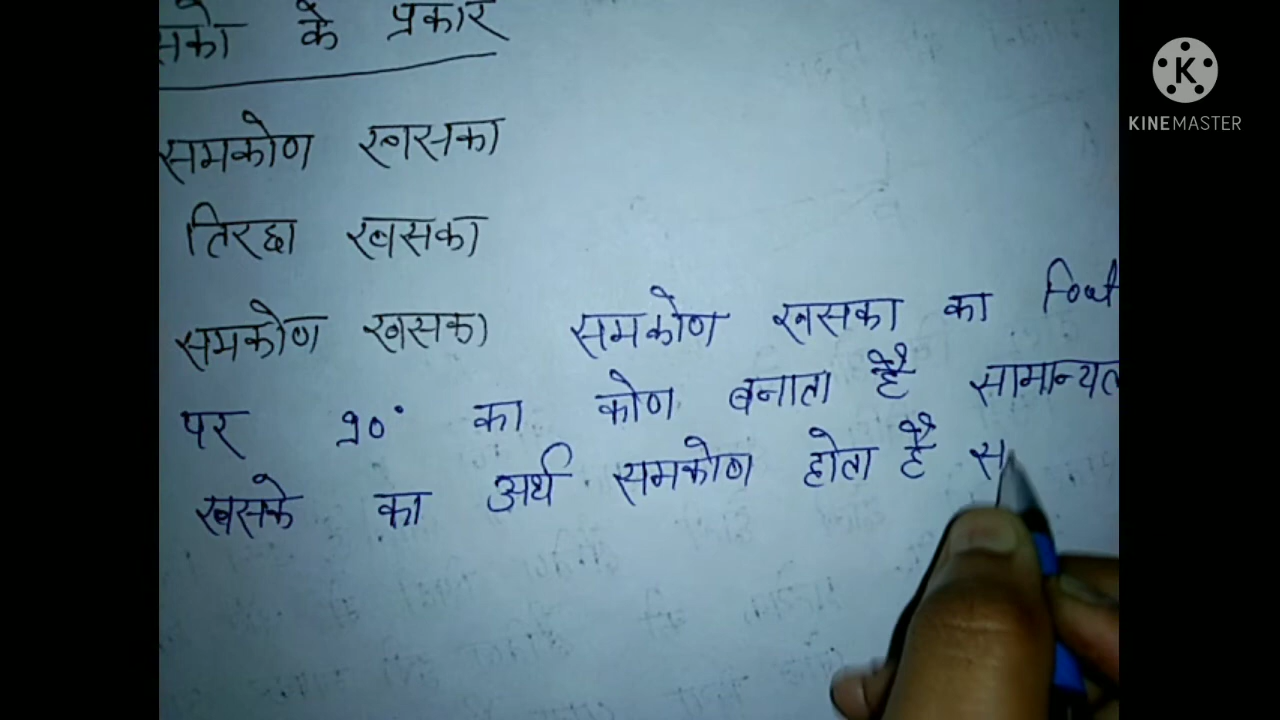 के प्रकार
समकोण खसका
तिरछा खसका
समकोण खसका समकोण खसका का
पर 90° का कोण बनाता है सामान्यत
खसके का अर्थ समकोण होता है स
KINEMASTER